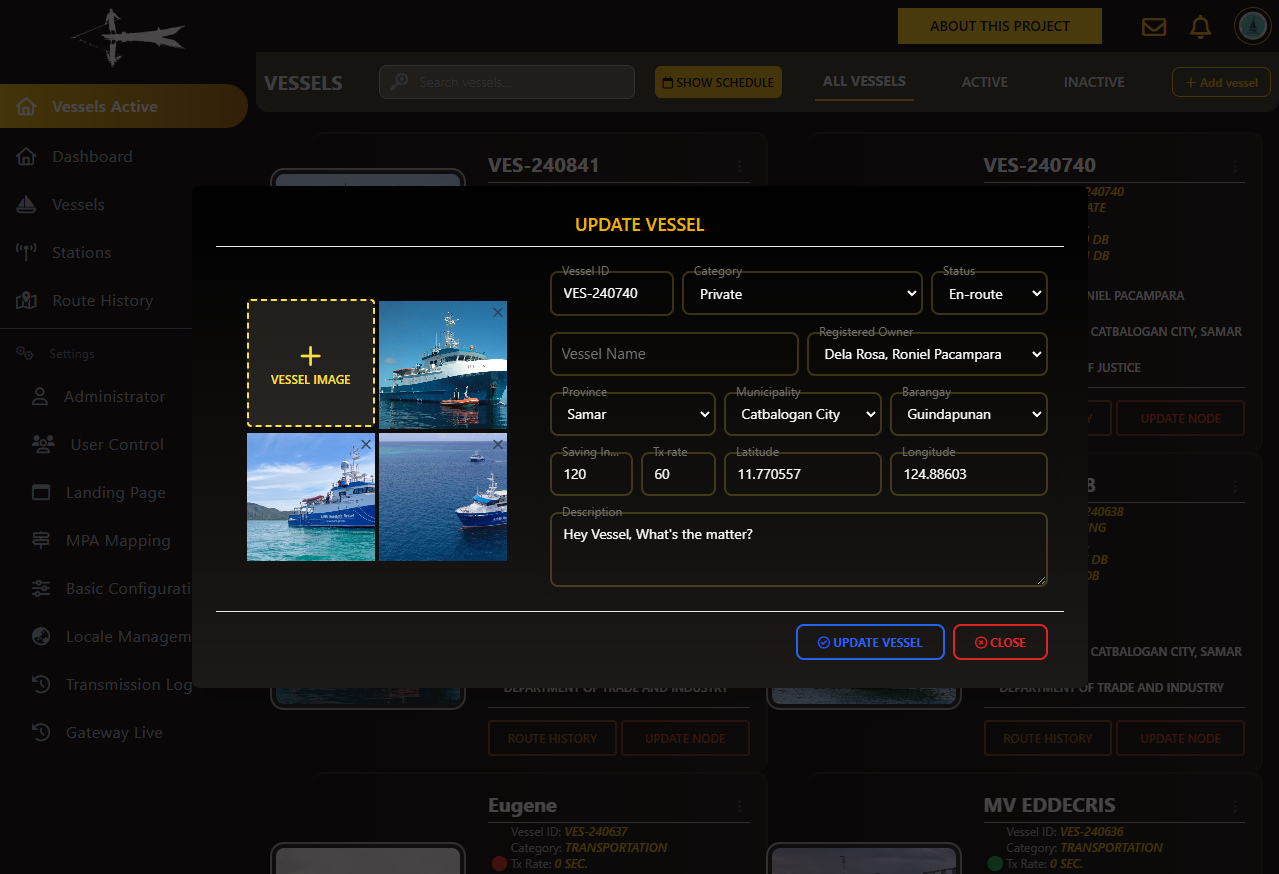 ABOUT THIS PROJECT
VESSELS
Search vessels...
SHOW SCHEDULE
ALL VESSELS
ACTIVE
INACTIVE
+ Add vessel
Vessels Active
Dashboard
Vessels
Stations
Route History
Settings
Administrator
User Control
Landing Page
MPA Mapping
Basic Configurati
Locale Managem
Transmission Log
Gateway Live
VES-240841
VES-240740
240740
ATE
DB
DB
NIEL PACAMPARA
CATBALOGAN CITY, SAMAR
F JUSTICE
Y
UPDATE NODE
UPDATE VESSEL
VESSEL IMAGE
Vessel ID
VES-240740
Category
Private
Status
En-route
Vessel Name
Registered Owner
Dela Rosa, Roniel Pacampara
Province
Samar
Municipality
Catbalogan City
Barangay
Guindapunan
Saving In...
120
Tx rate
60
Latitude
11.770557
Longitude
124.88603
Description
Hey Vessel, What's the matter?
UPDATE VESSEL
CLOSE
8
240638
NG
DB
DB
CATBALOGAN CITY, SAMAR
DEPARTMENT OF TRADE AND INDUSTRY
DEPARTMENT OF TRADE AND INDUSTRY
ROUTE HISTORY
UPDATE NODE
ROUTE HISTORY
UPDATE NODE
Eugene
Vessel ID: VES-240637
Category: TRANSPORTATION
Tx Rate: 0 SEC.
MV EDDECRIS
Vessel ID: VES-240636
Category: TRANSPORTATION
Tx Rate: 0 SEC.